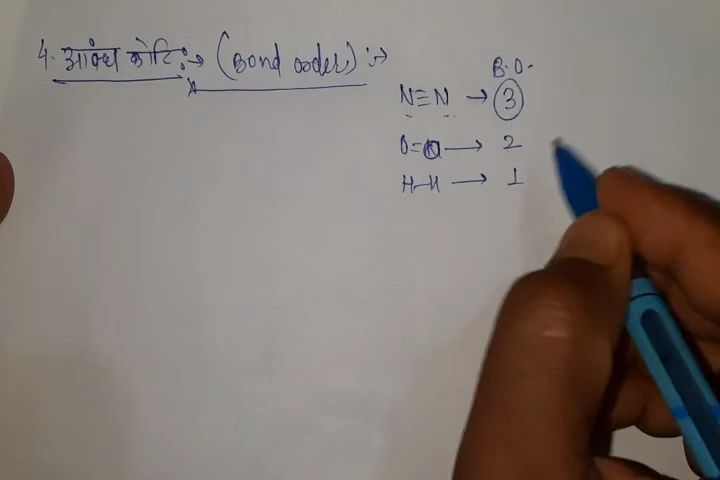 4. आबंध कोटि :→ (Bond order) :→
B.O.
N≡N → 3
O=O → 2
H–H → 1